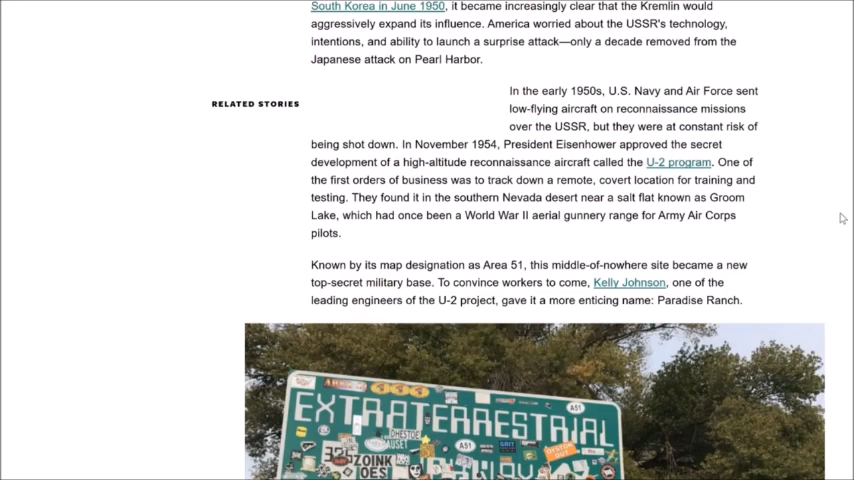 South Korea in June 1950, it became increasingly clear that the Kremlin would
aggressively expand its influence. America worried about the USSR's technology,
intentions, and ability to launch a surprise attack—only a decade removed from the
Japanese attack on Pearl Harbor.
RELATED STORIES
In the early 1950s, U.S. Navy and Air Force sent
low-flying aircraft on reconnaissance missions
over the USSR, but they were at constant risk of
being shot down. In November 1954, President Eisenhower approved the secret
development of a high-altitude reconnaissance aircraft called the U-2 program. One of
the first orders of business was to track down a remote, covert location for training and
testing. They found it in the southern Nevada desert near a salt flat known as Groom
Lake, which had once been a World War II aerial gunnery range for Army Air Corps
pilots.
Known by its map designation as Area 51, this middle-of-nowhere site became a new
top-secret military base. To convince workers to come, Kelly Johnson, one of the
leading engineers of the U-2 project, gave it a more enticing name: Paradise Ranch.
A51
EXTRATERRESTRIAL
A51
ZOINK
OES